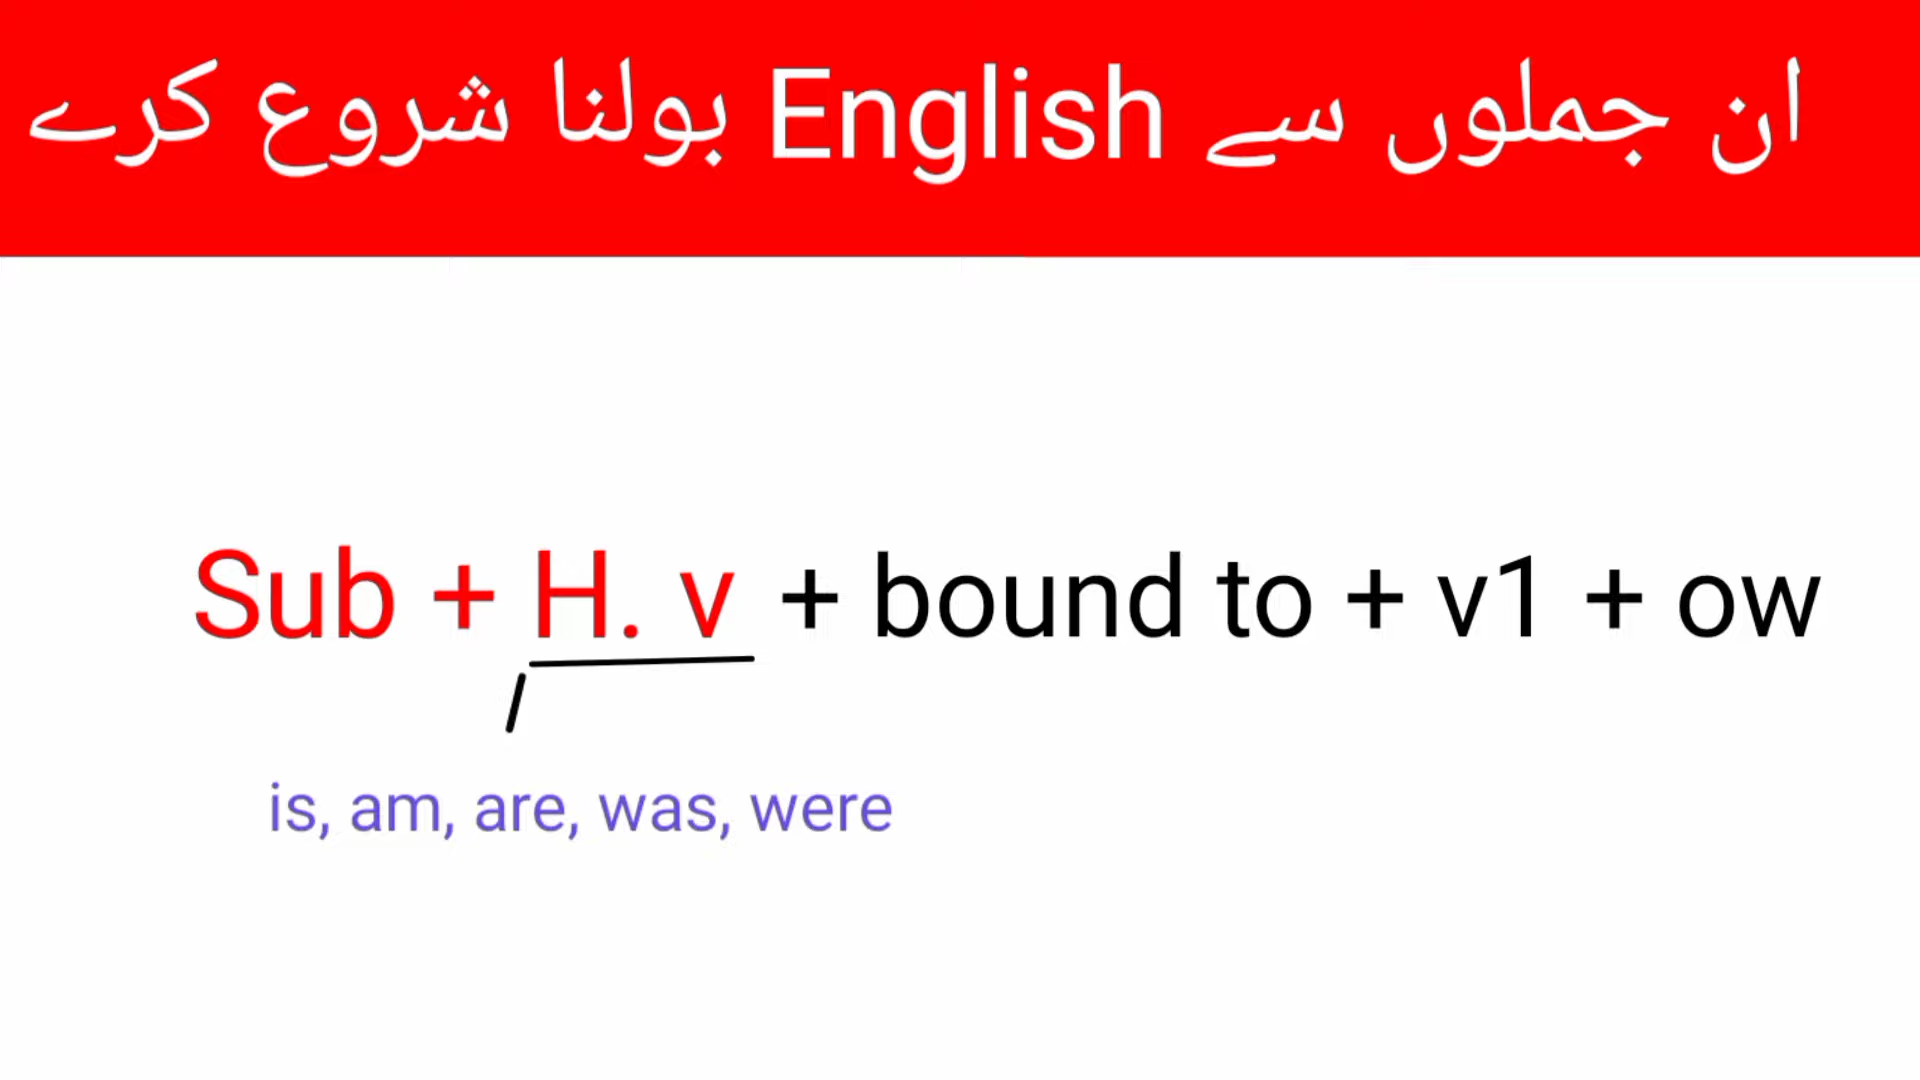 ان جملوں سے English بولنا شروع کرے
Sub + H. v + bound to + v1 + ow
is, am, are, was, were